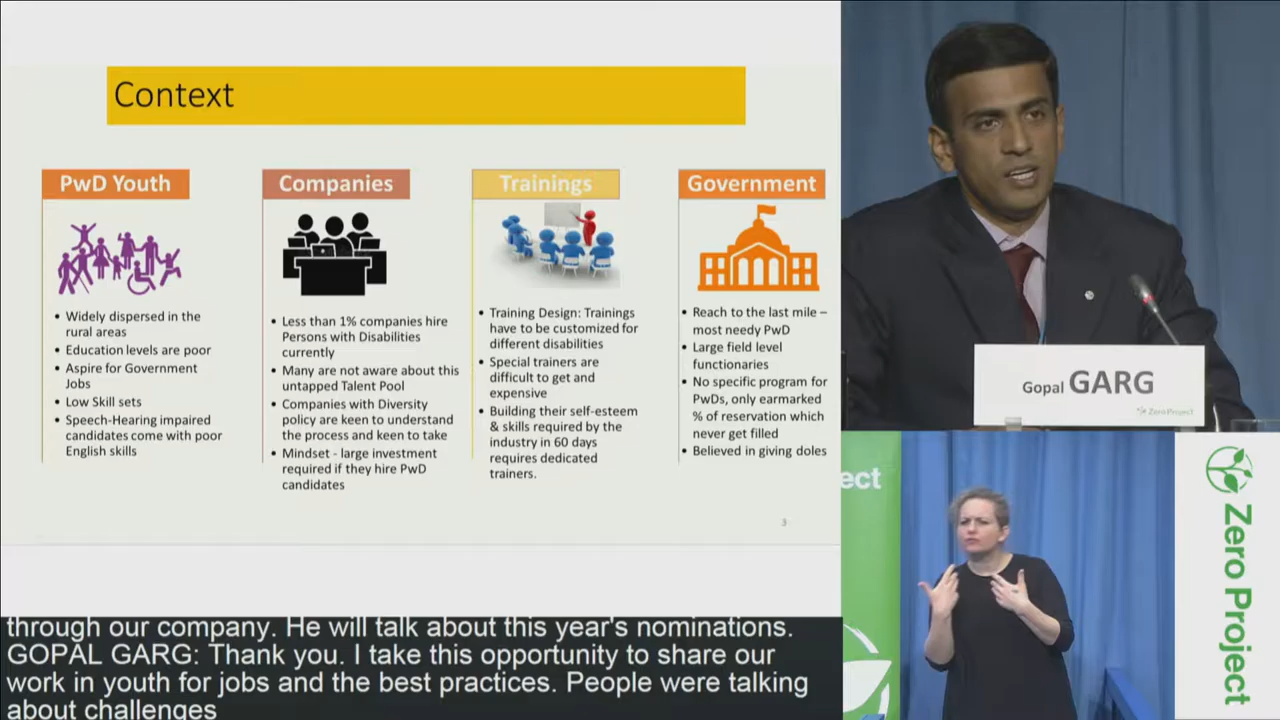 Context
PwD Youth
• Widely dispersed in the
rural areas
• Education levels are poor
• Aspire for Government
Jobs
• Low Skill sets
• Speech-Hearing impaired
candidates come with poor
English skills
Companies
• Less than 1% companies hire
Persons with Disabilities
currently
• Many are not aware about this
untapped Talent Pool
• Companies with Diversity
policy are keen to understand
the process and keen to take
• Mindset - large investment
required if they hire PwD
candidates
Trainings
• Training Design: Trainings
have to be customized for
different disabilities
• Special trainers are
difficult to get and
expensive
• Building their self-esteem
& skills required by the
industry in 60 days
requires dedicated
trainers.
Government
• Reach to the last mile –
most needy PwD
• Large field level
functionaries
• No specific program for
PwDs, only earmarked
% of reservation which
never get filled
• Believed in giving doles
3
Gopal GARG
Zero Project
ect
Zero Project
through our company. He will talk about this year's nominations.
GOPAL GARG: Thank you. I take this opportunity to share our
work in youth for jobs and the best practices. People were talking
about challenges